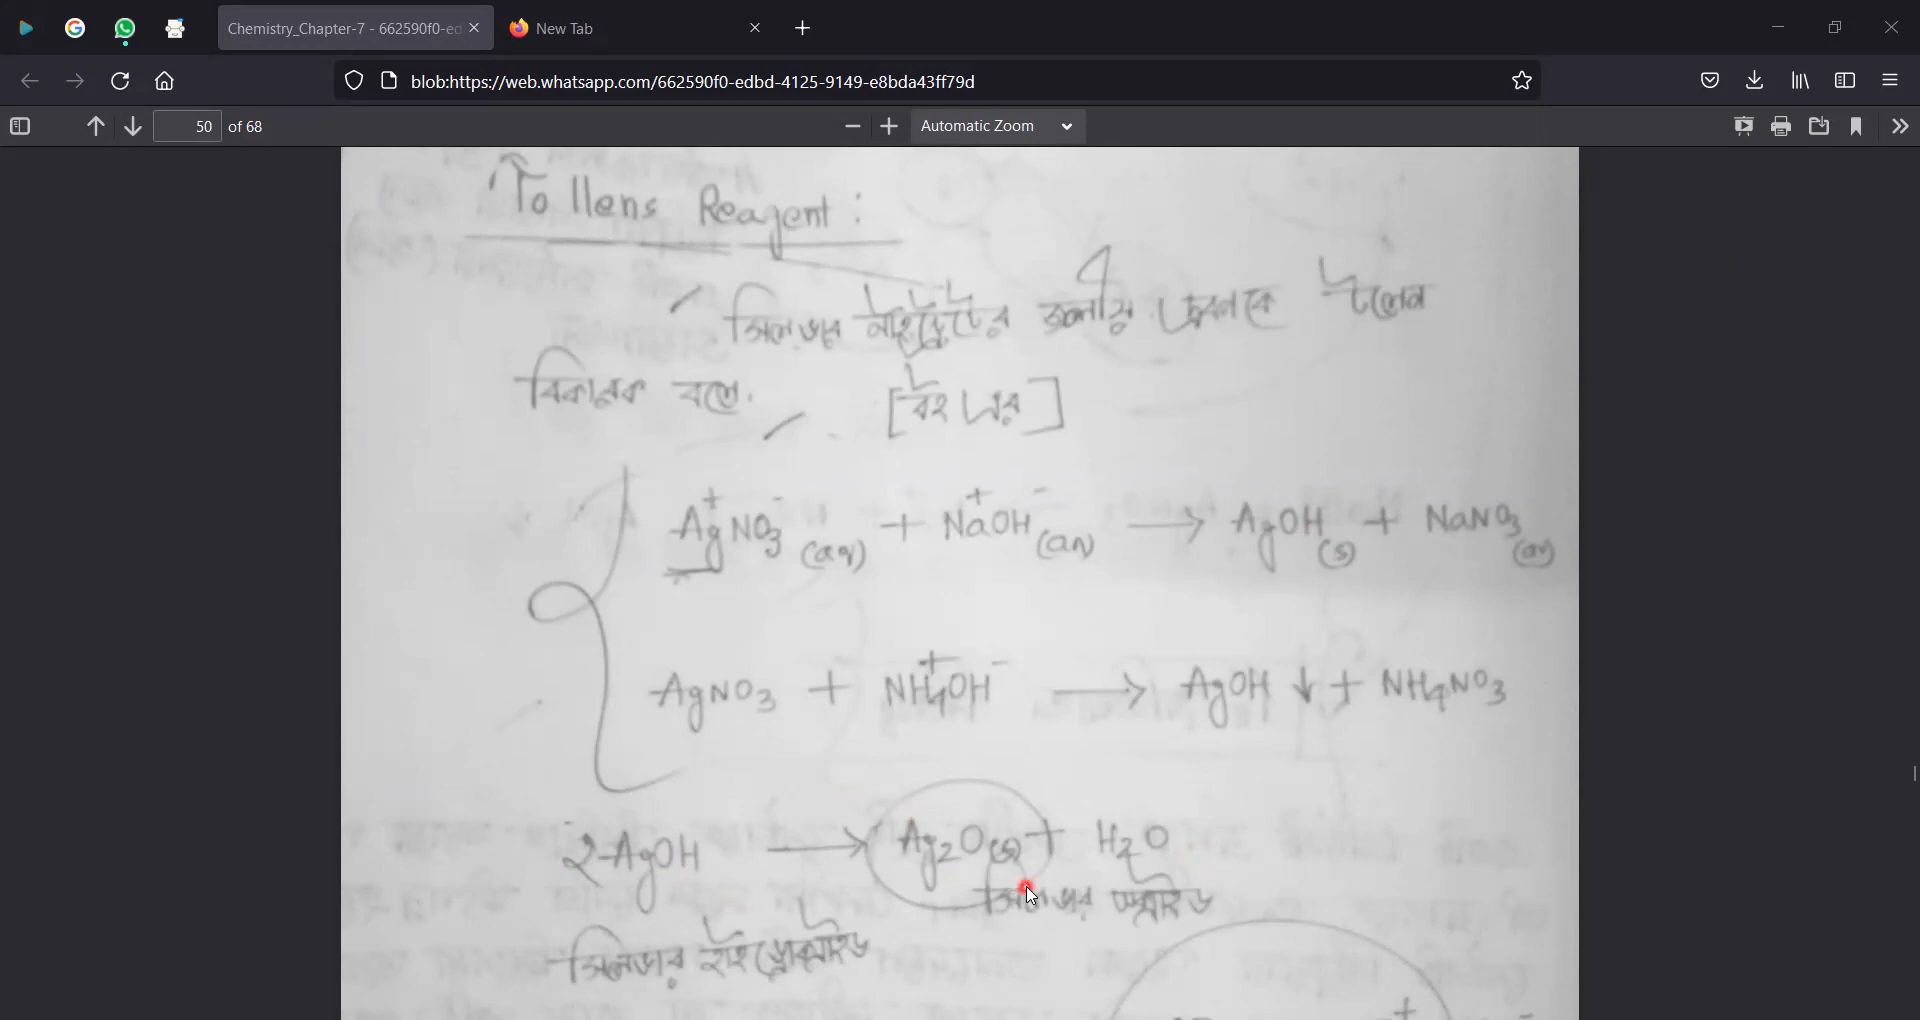 Chemistry_Chapter-7 - 662590f0-ed
New Tab
blob:https://web.whatsapp.com/662590f0-edbd-4125-9149-e8bda43ff79d
50 of 68
Automatic Zoom
Tollens Reagent:
সিলভার নাইট্রেটের জলীয় দ্রবণকে টলেন
বিকারক বলে.
AgNO3 (aq) + NaOH (aq) → AgOH (s) + NaNO3 (aq)
AgNO3 + NH4OH → AgOH ↓ + NH4NO3
2AgOH → Ag2O(s) + H2O
সিলভার অক্সাইড
সিলভার হাইড্রোক্সাইড